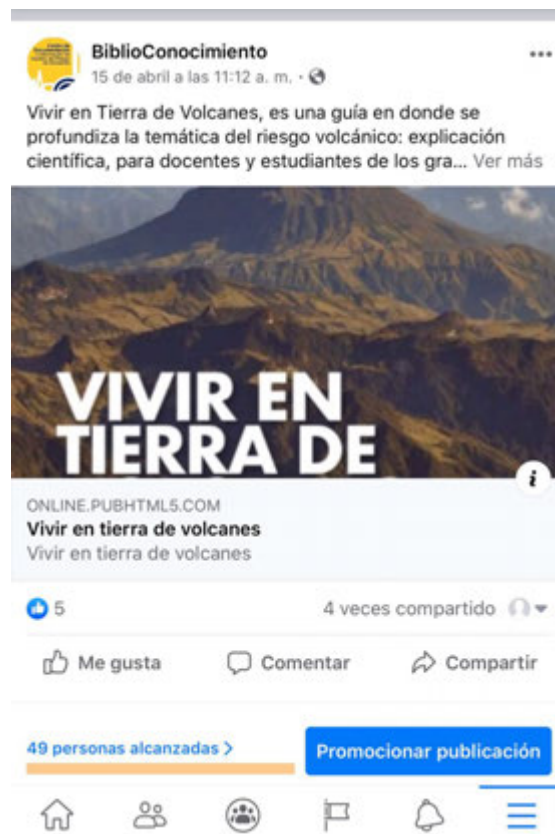 BiblioConocimiento
15 de abril a las 11:12 a. m. ·
Vivir en Tierra de Volcanes, es una guía en donde se
profundiza la temática del riesgo volcánico: explicación
científica, para docentes y estudiantes de los gra... Ver más
VIVIR EN
TIERRA DE
ONLINE.PUBHTML5.COM
Vivir en tierra de volcanes
Vivir en tierra de volcanes
5
4 veces compartido
Me gusta
Comentar
Compartir
49 personas alcanzadas >
Promocionar publicación